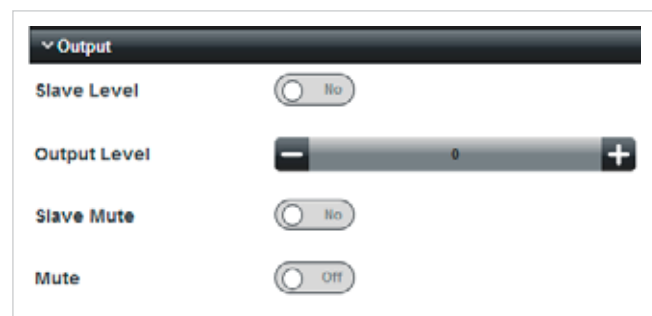 Output
Slave Level No
Output Level 0
Slave Mute No
Mute Off